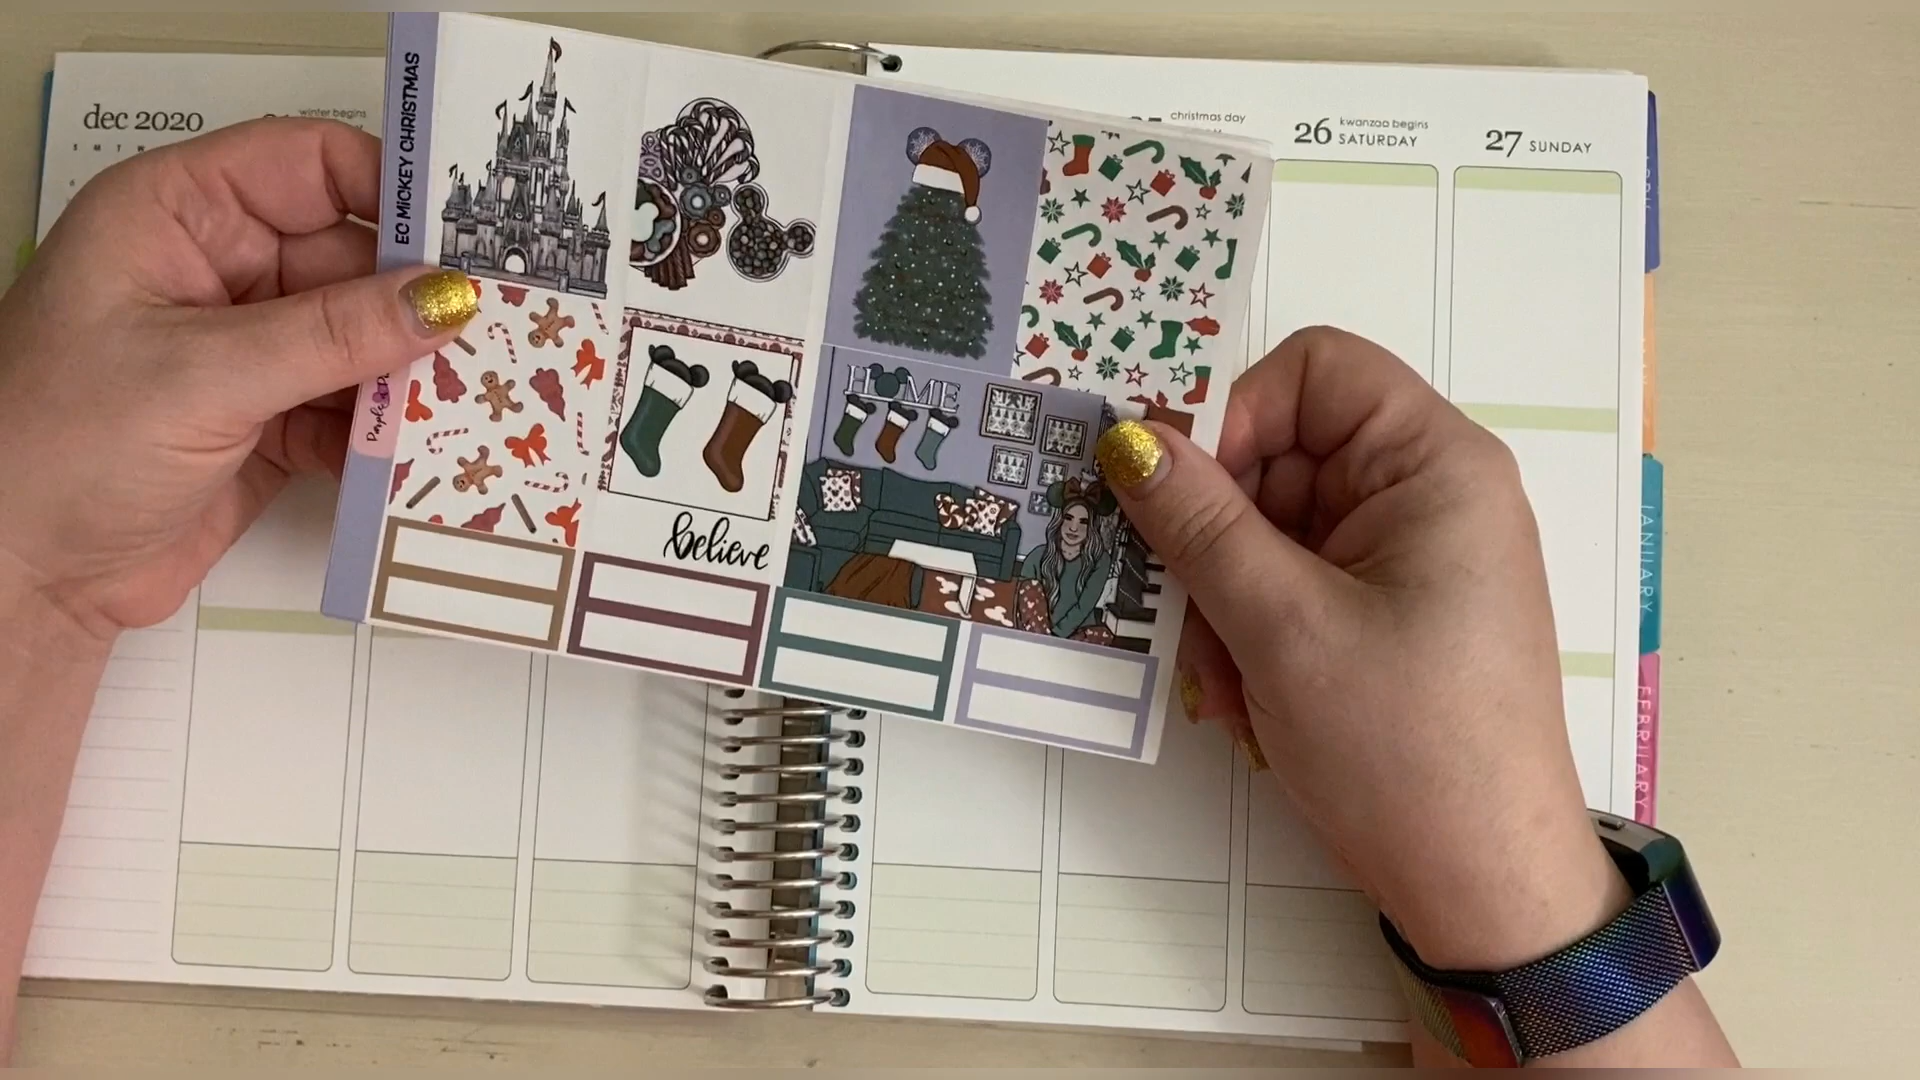 EC MICKEY CHRISTMAS
dec 2020
S M T W
winter begins
christmas day
26 kwanzaa begins
SATURDAY
27 SUNDAY
HOME
believe
Purple
JANUARY
FEBRUARY